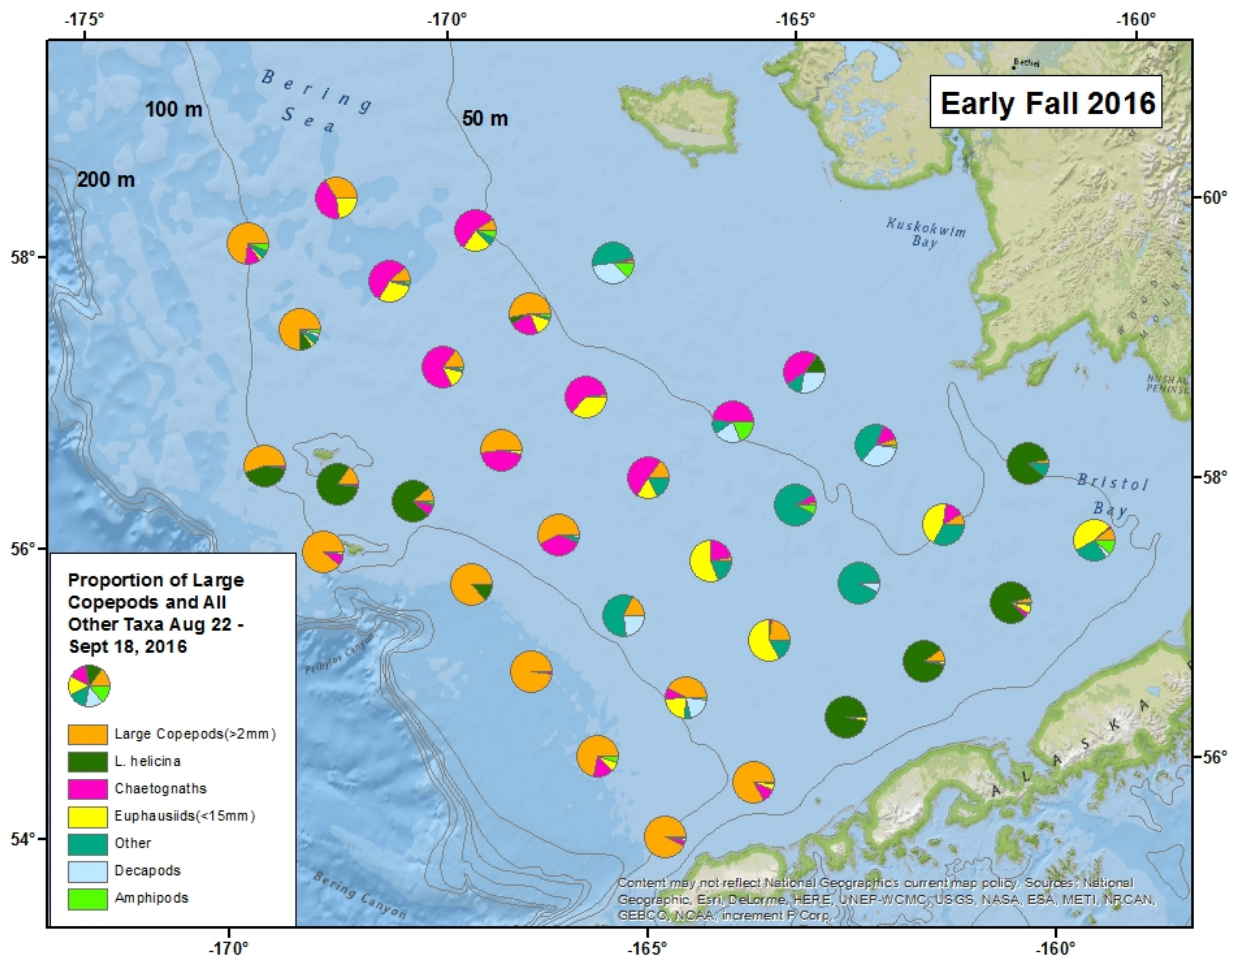 -175°
-170°
-165°
-160°
Bering
Sea
100 m
50 m
200 m
Early Fall 2016
Bethel
60°
58°
Kuskokwim
Bay
58°
Bristol
Bay
56°
56°
54°
Proportion of Large
Copepods and All
Other Taxa Aug 22 -
Sept 18, 2016
Large Copepods(>2mm)
L. helicina
Chaetognaths
Euphausiids(<15mm)
Other
Decapods
Amphipods
Pribilof Canyon
Bering Canyon
ALASKA
Content may not reflect National Geographic's current map policy. Sources: National
Geographic, Esri, DeLorme, HERE, UNEP-WCMC, USGS, NASA, ESA, METI, NRCAN,
GEBCO, NOAA, increment P Corp.
-170°
-165°
-160°